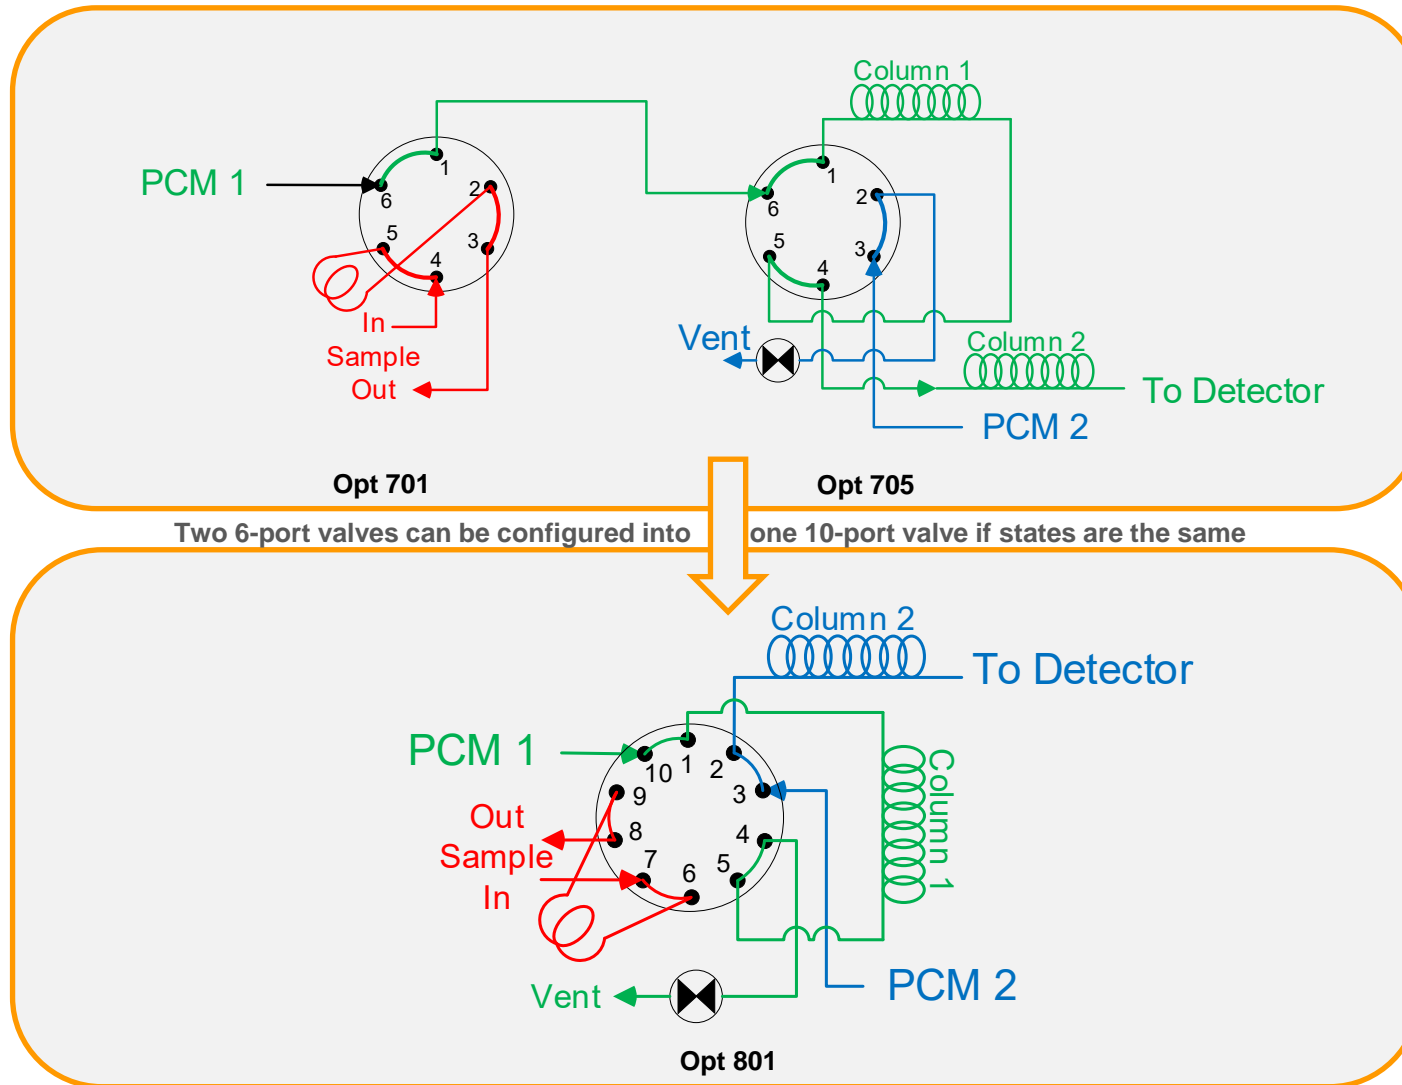 Column 1
PCM 1
1
2
3
4
5
6
In
Sample
Out
1
2
3
4
5
6
Vent
Column 2
To Detector
PCM 2
Opt 701
Opt 705
Two 6-port valves can be configured into one 10-port valve if states are the same
Column 2
To Detector
PCM 1
1
2
3
4
5
6
7
8
9
10
Column 1
Out
Sample
In
Vent
PCM 2
Opt 801